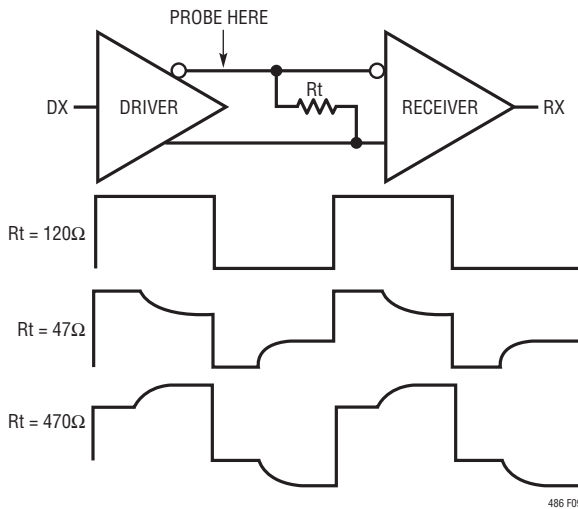 PROBE HERE
Rt
DX
DRIVER
RECEIVER
RX
Rt = 120Ω
Rt = 47Ω
Rt = 470Ω
486 F09